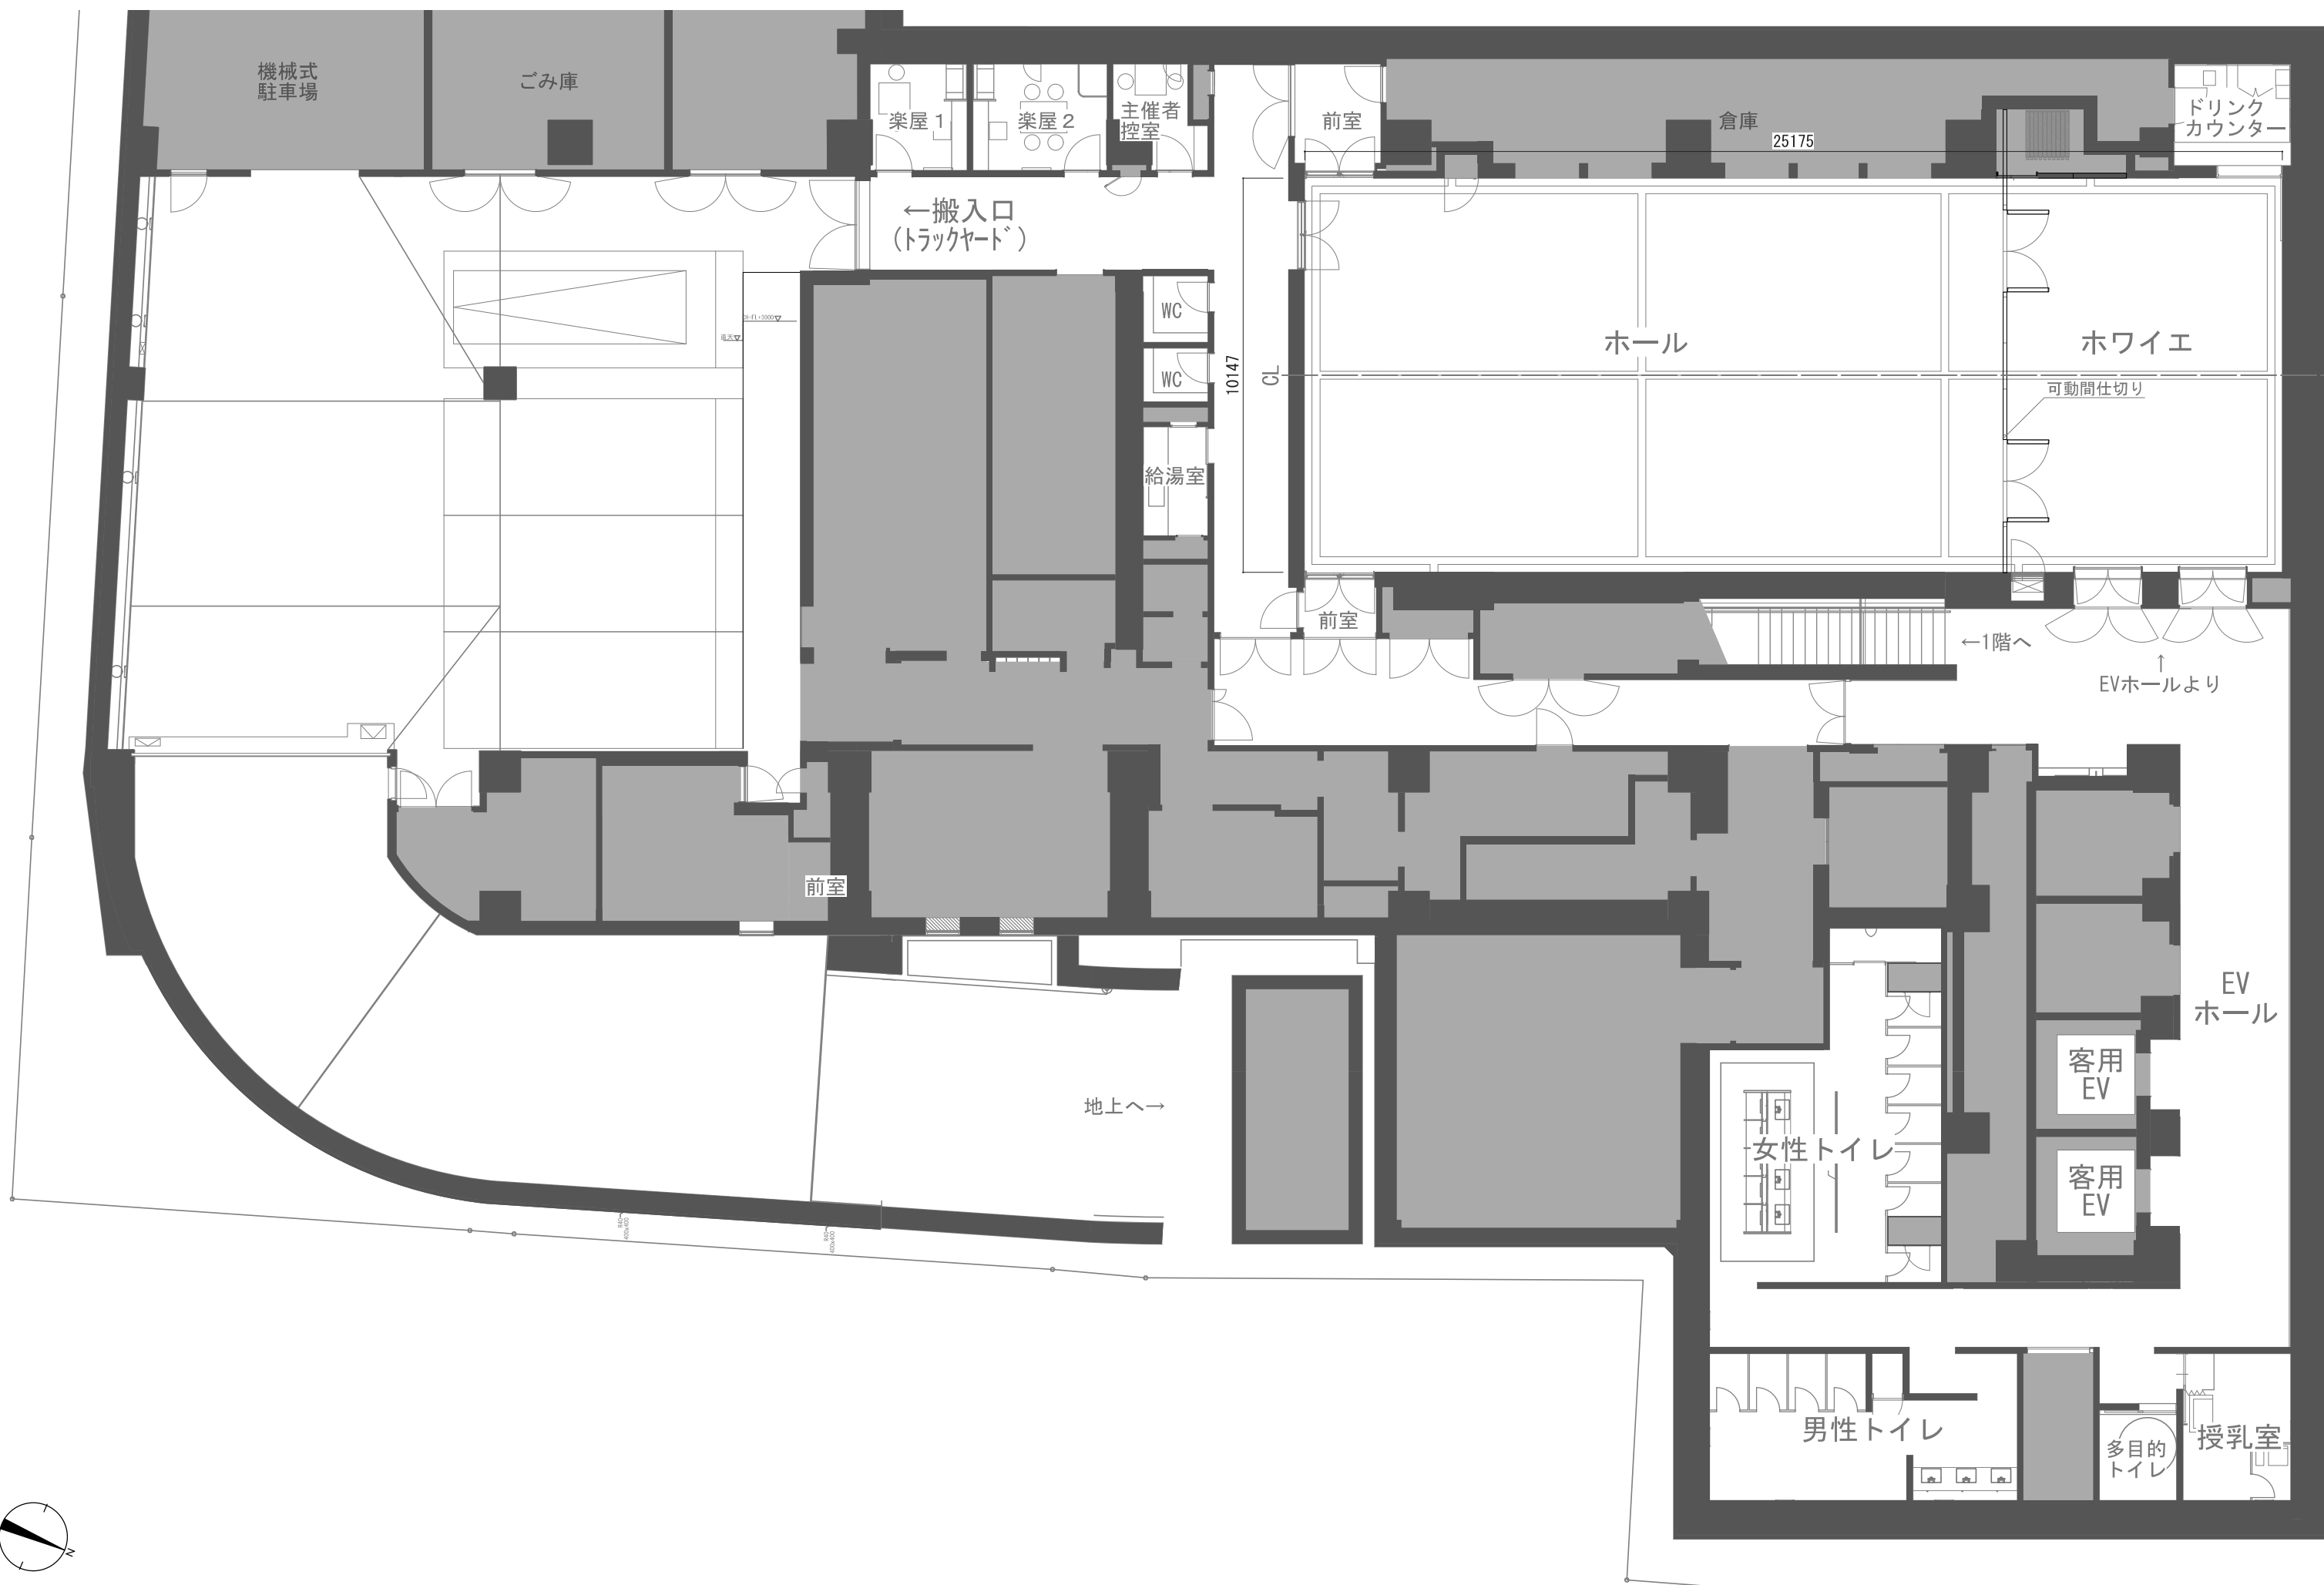 機械式
駐車場
ごみ庫
楽屋1
楽屋2
主催者
控室
前室
倉庫
ドリンク
カウンター
25175
←搬入口
(トラックヤード)
WC
WC
10147
CL
ホール
ホワイエ
可動間仕切り
給湯室
前室
←1階へ
↑
EVホールより
前室
EV
ホール
客用
EV
客用
EV
地上へ→
女性トイレ
男性トイレ
多目的
トイレ
授乳室
R40
400x400
R40
400x400
N